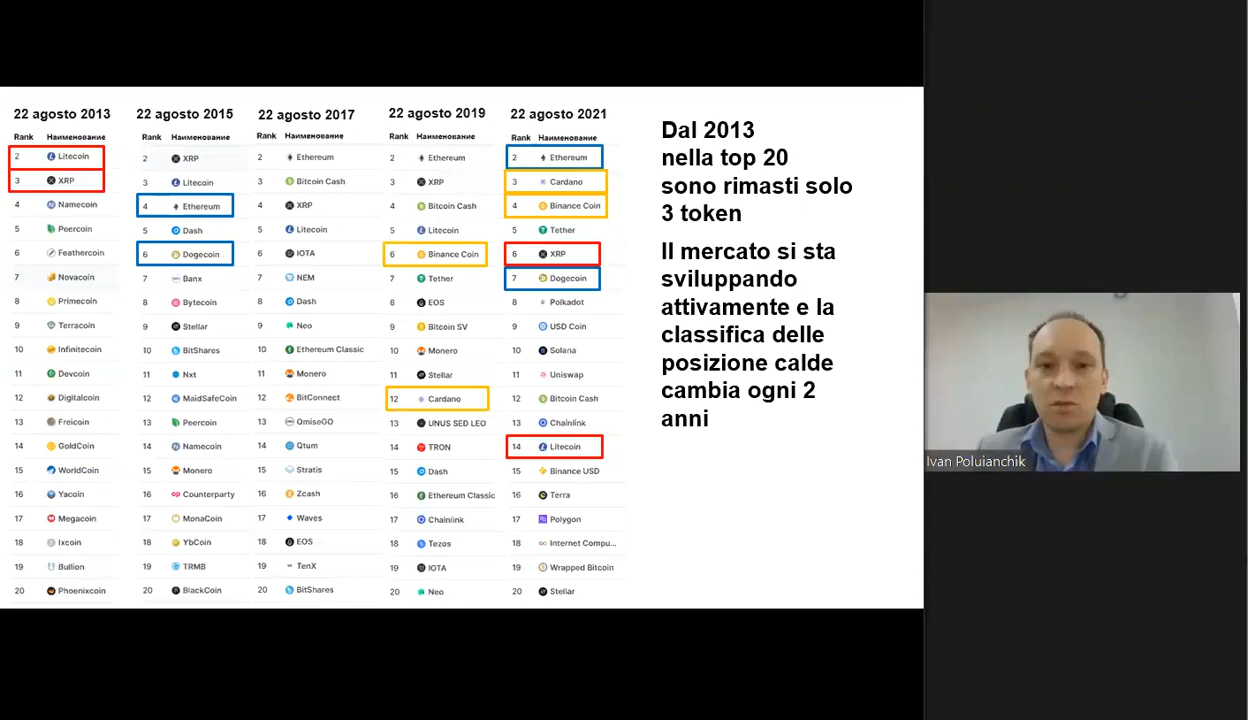 22 agosto 2013
Rank Наименование
2 Litecoin
3 XRP
4 Namecoin
5 Peercoin
6 Feathercoin
7 Novacoin
8 Primecoin
9 Terracoin
10 Infinitecoin
11 Devcoin
12 Digitalcoin
13 Freicoin
14 GoldCoin
15 WorldCoin
16 Yacoin
17 Megacoin
18 Ixcoin
19 Bullion
20 Phoenixcoin
22 agosto 2015
Rank Наименование
2 XRP
3 Litecoin
4 Ethereum
5 Dash
6 Dogecoin
7 Banx
8 Bytecoin
9 Stellar
10 BitShares
11 Nxt
12 MaidSafeCoin
13 Peercoin
14 Namecoin
15 Monero
16 Counterparty
17 MonaCoin
18 YbCoin
19 TRMB
20 BlackCoin
22 agosto 2017
Rank Наименование
2 Ethereum
3 Bitcoin Cash
4 XRP
5 Litecoin
6 IOTA
7 NEM
8 Dash
9 Neo
10 Ethereum Classic
11 Monero
12 BitConnect
13 OmiseGO
14 Qtum
15 Stratis
16 Zcash
17 Waves
18 EOS
19 TenX
20 BitShares
22 agosto 2019
Rank Наименование
2 Ethereum
3 XRP
4 Bitcoin Cash
5 Litecoin
6 Binance Coin
7 Tether
8 EOS
9 Bitcoin SV
10 Monero
11 Stellar
12 Cardano
13 UNUS SED LEO
14 TRON
15 Dash
16 Ethereum Classic
17 Chainlink
18 Tezos
19 IOTA
20 Neo
22 agosto 2021
Rank Наименование
2 Ethereum
3 Cardano
4 Binance Coin
5 Tether
6 XRP
7 Dogecoin
8 Polkadot
9 USD Coin
10 Solana
11 Uniswap
12 Bitcoin Cash
13 Chainlink
14 Litecoin
15 Binance USD
16 Terra
17 Polygon
18 Internet Compu...
19 Wrapped Bitcoin
20 Stellar
Dal 2013
nella top 20
sono rimasti solo
3 token
Il mercato si sta
sviluppando
attivamente e la
classifica delle
posizione calde
cambia ogni 2
anni
Ivan Poluianchik